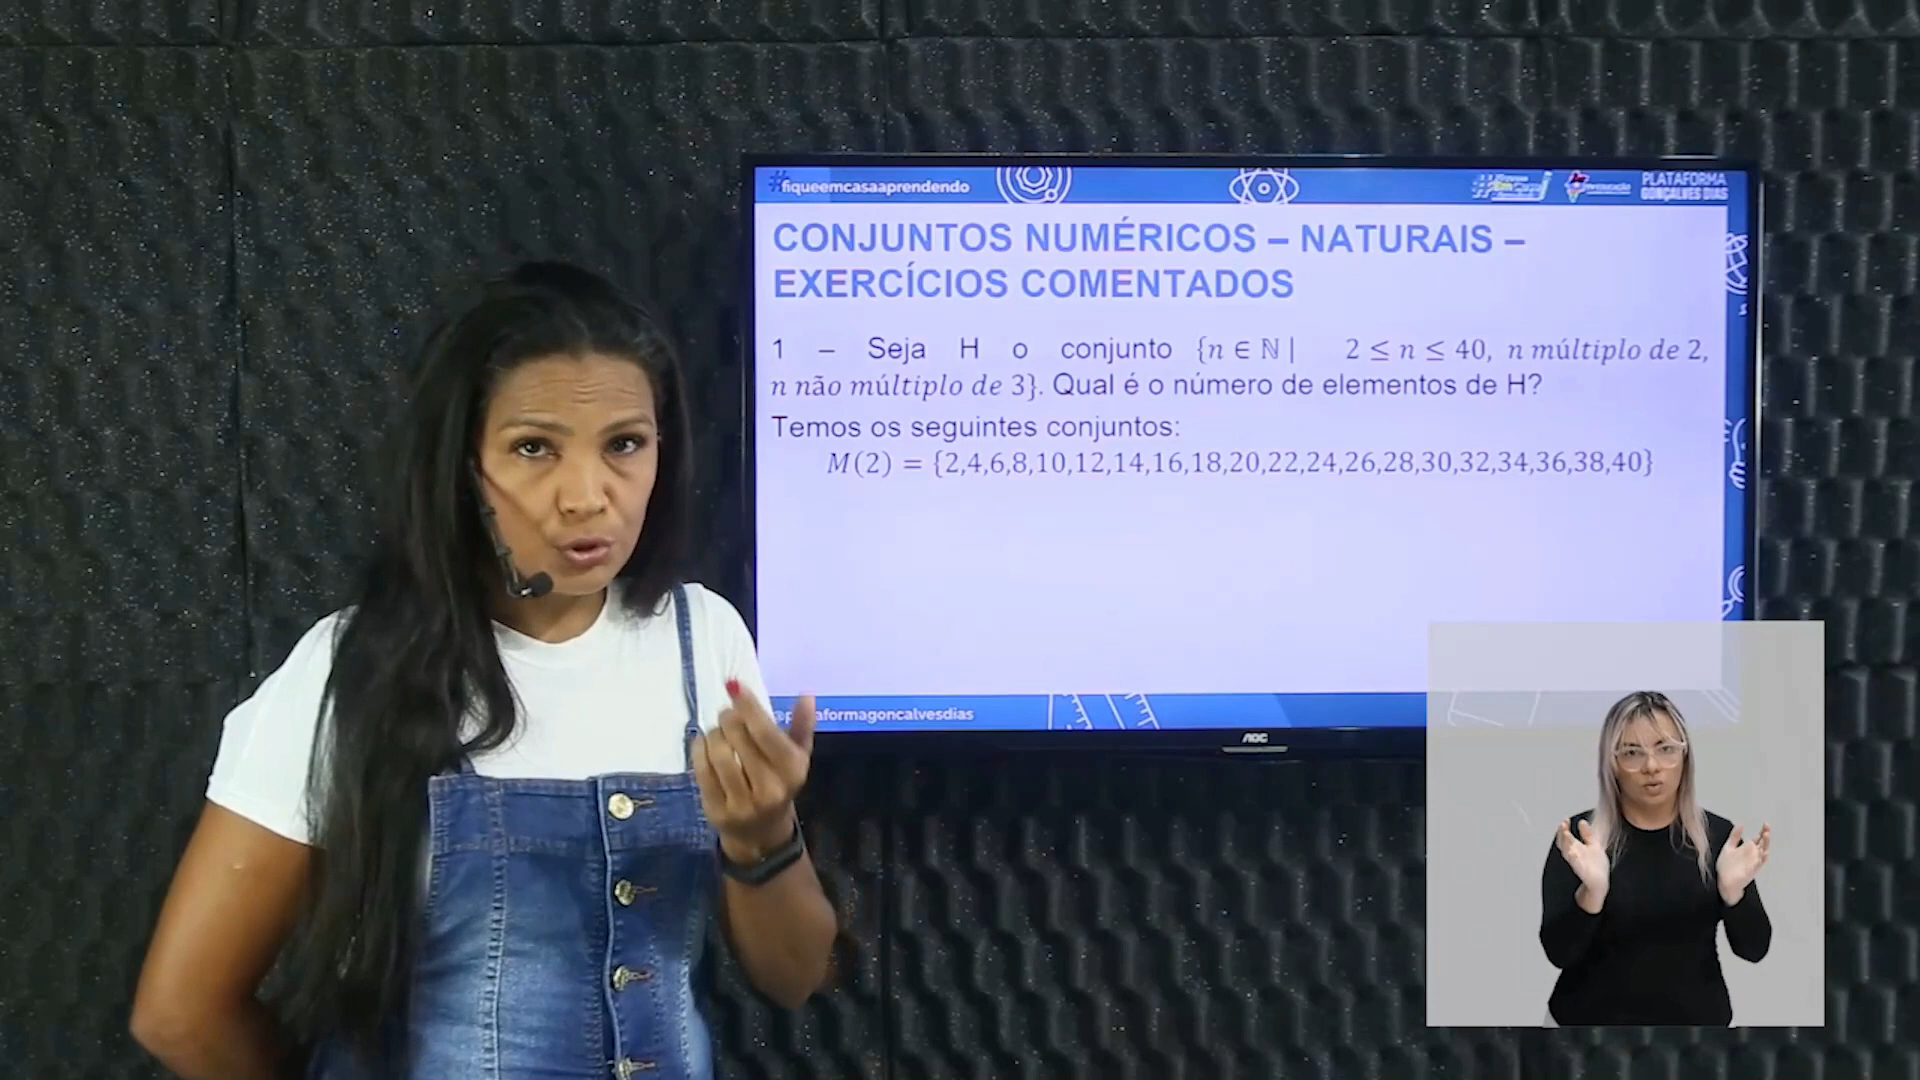 #fiqueemcasaaprendendo
PLATAFORMA
GONÇALVES DIAS
CONJUNTOS NUMÉRICOS – NATURAIS –
EXERCÍCIOS COMENTADOS
1 – Seja H o conjunto {n ∈ ℕ | 2 ≤ n ≤ 40, n múltiplo de 2,
n não múltiplo de 3}. Qual é o número de elementos de H?
Temos os seguintes conjuntos:
M(2) = {2,4,6,8,10,12,14,16,18,20,22,24,26,28,30,32,34,36,38,40}
@plataformagoncalvesdias
AOC